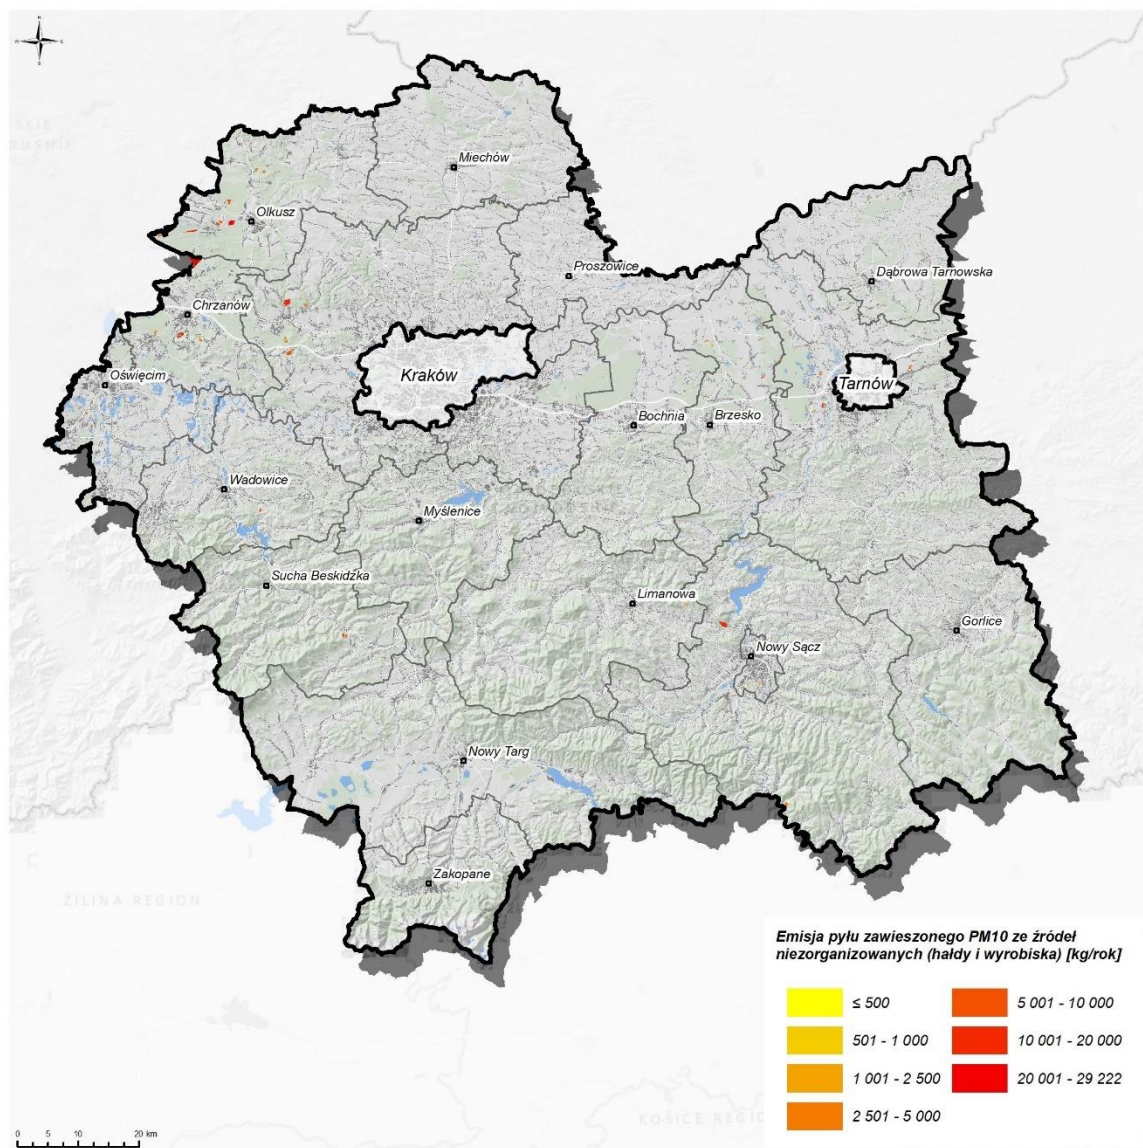 N
W
E
S
SKIE
Miechów
Olkusz
Proszowice
Dąbrowa Tarnowska
Chrzanów
Oświęcim
Kraków
Tarnów
Bochnia
Brzesko
Wadowice
Myślenice
Sucha Beskidzka
Limanowa
Gorlice
Nowy Sącz
Nowy Targ
Zakopane
ŽILINA REGION
Emisja pyłu zawieszonego PM10 ze źródeł
niezorganizowanych (hałdy i wyrobiska) [kg/rok]
≤ 500
5 001 - 10 000
501 - 1 000
10 001 - 20 000
1 001 - 2 500
20 001 - 29 222
2 501 - 5 000
KOŠICE REGIO
0 5 10 20 km